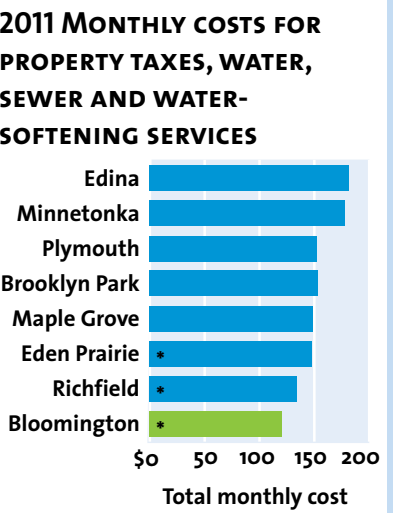 2011 Monthly costs for
property taxes, water,
sewer and water-
softening services
Edina
Minnetonka
Plymouth
Brooklyn Park
Maple Grove
Eden Prairie *
Richfield *
Bloomington *
$0 50 100 150 200
Total monthly cost